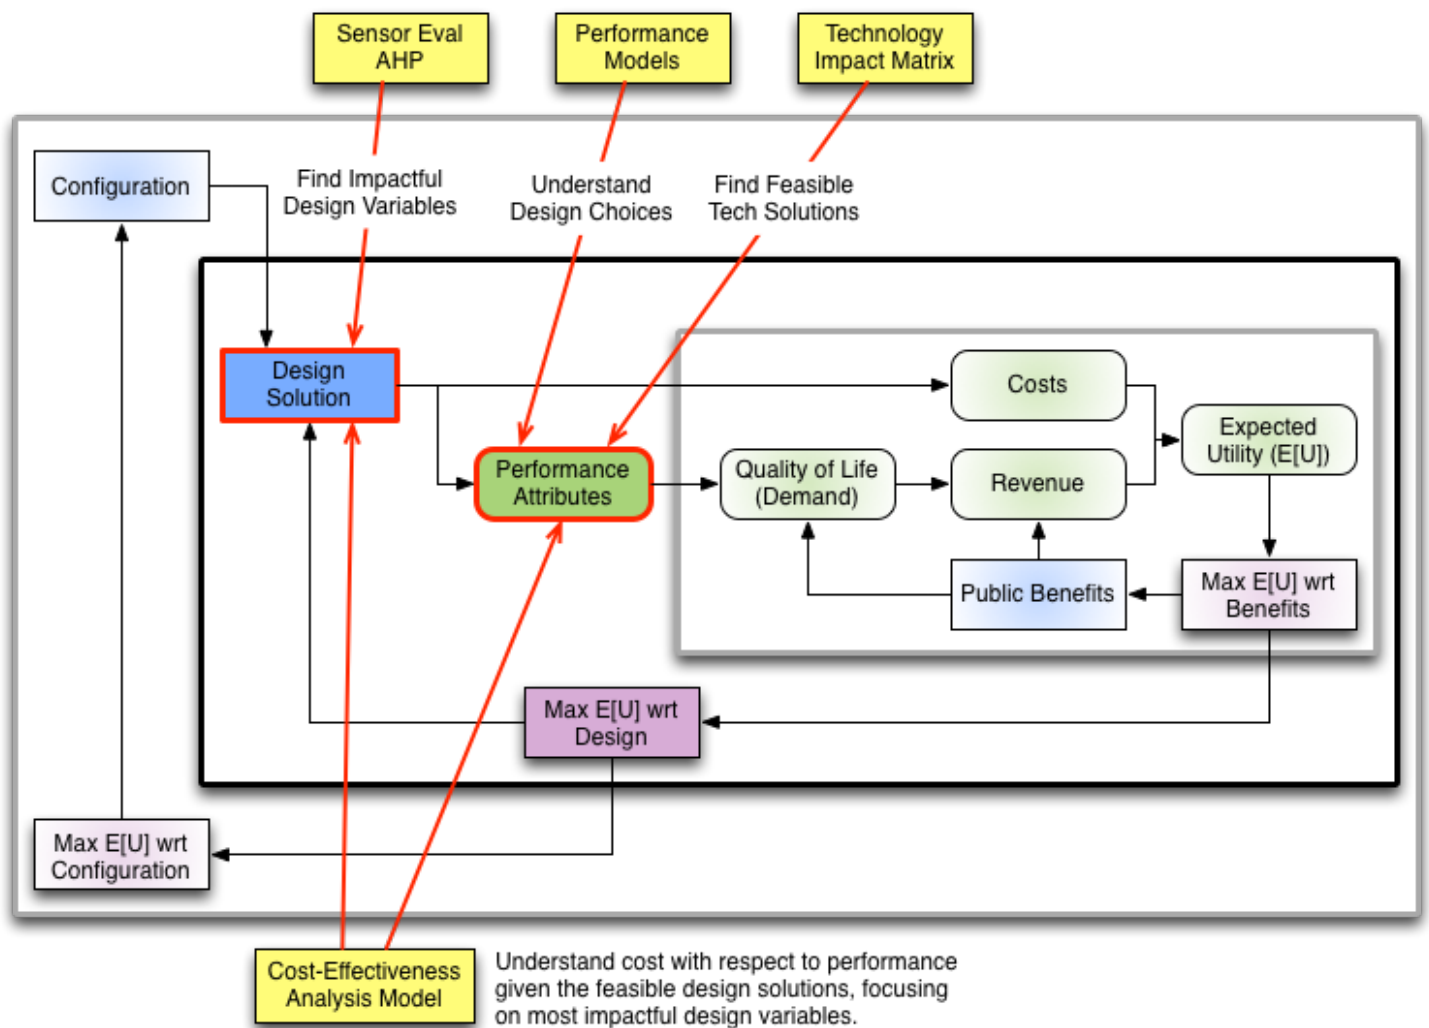 Sensor Eval
AHP
Performance
Models
Technology
Impact Matrix
Configuration
Find Impactful
Design Variables
Understand
Design Choices
Find Feasible
Tech Solutions
Design
Solution
Costs
Expected
Utility (E[U])
Performance
Attributes
Quality of Life
(Demand)
Revenue
Public Benefits
Max E[U] wrt
Benefits
Max E[U] wrt
Design
Max E[U] wrt
Configuration
Cost-Effectiveness
Analysis Model
Understand cost with respect to performance
given the feasible design solutions, focusing
on most impactful design variables.